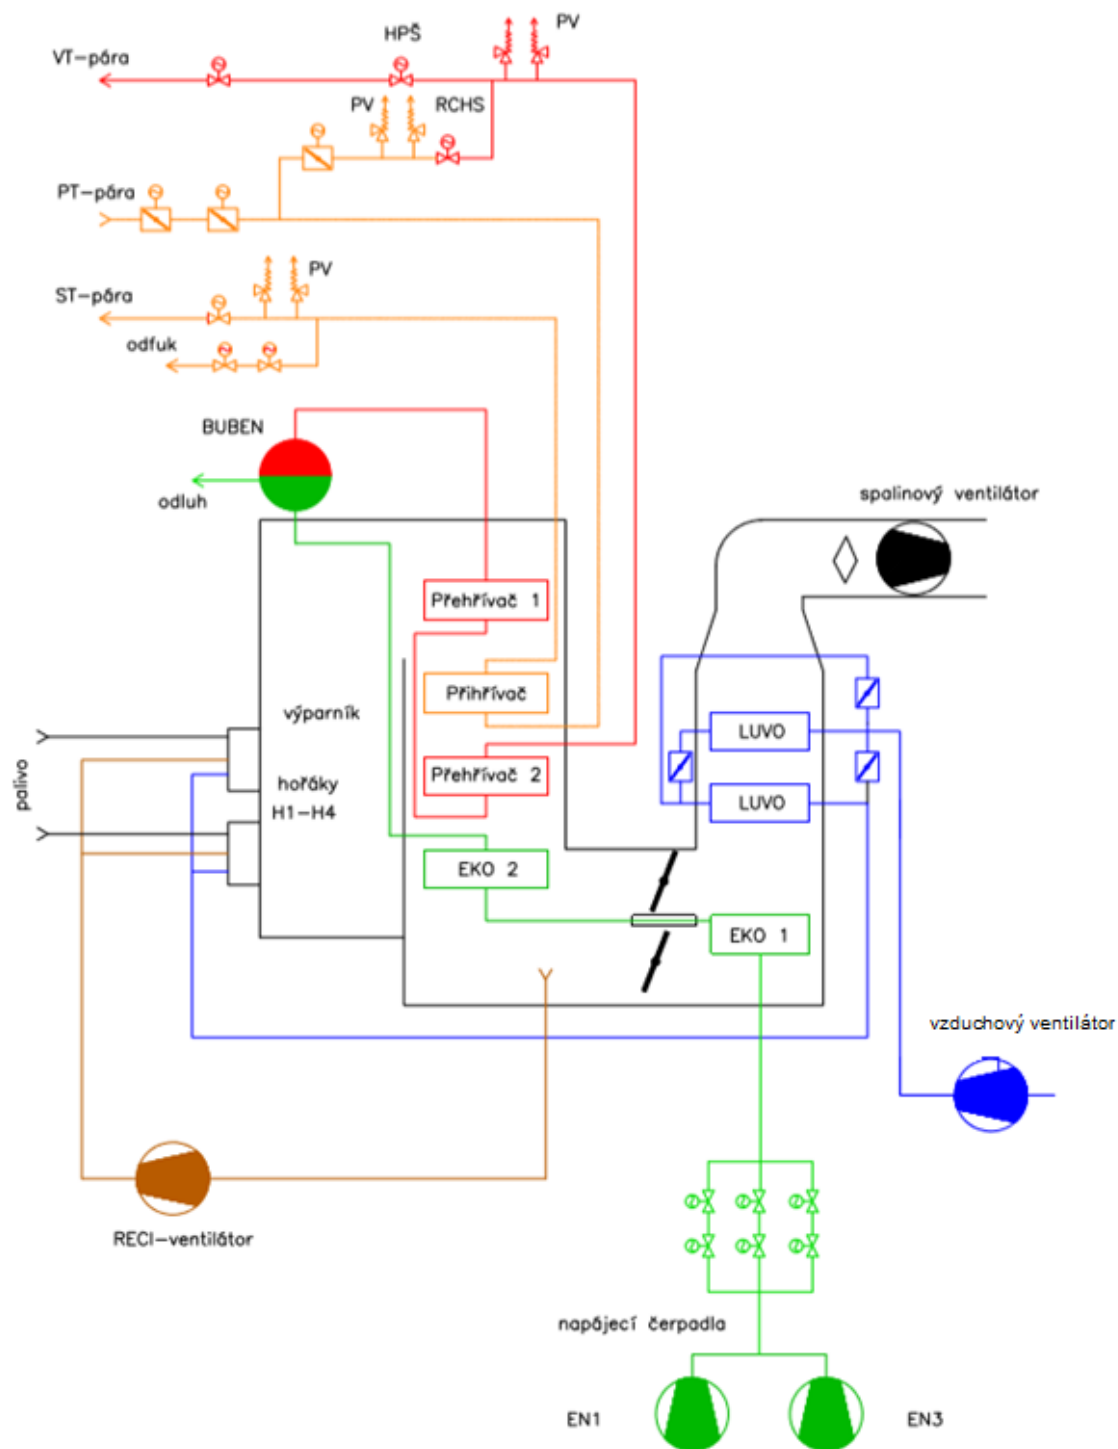 PV
HPŠ
VT-pára
PV
RCHS
PT-pára
PV
ST-pára
odfuk
BUBEN
odluh
spalinový ventilátor
Přehřívač 1
Přihřívač
výparník
LUVO
palivo
hořáky
H1-H4
Přehřívač 2
LUVO
EKO 2
EKO 1
vzduchový ventilátor
RECI-ventilátor
napájecí čerpadla
EN1
EN3